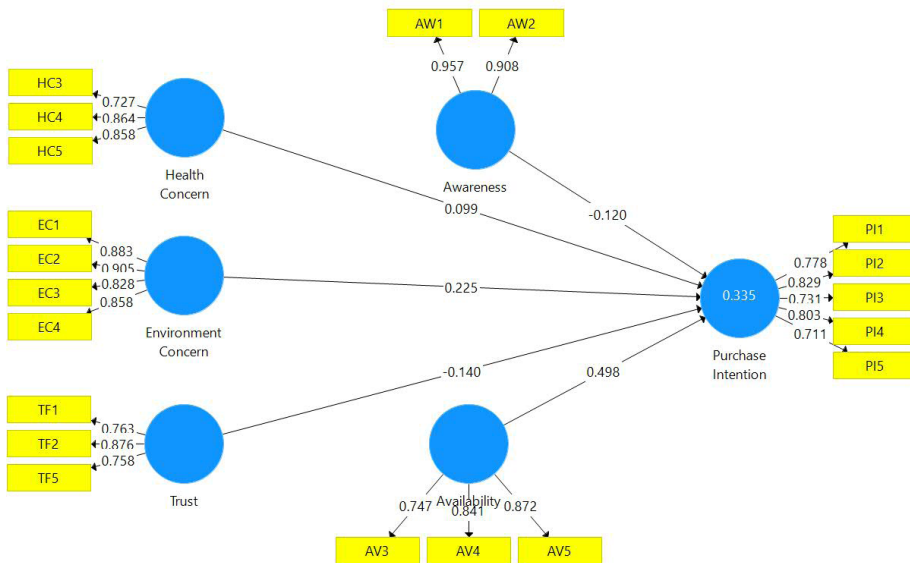 AW1
AW2
0.957
0.908
Awareness
HC3
HC4
HC5
0.727
0.864
0.858
Health
Concern
0.099
-0.120
EC1
EC2
EC3
EC4
0.883
0.905
0.828
0.858
Environment
Concern
0.225
TF1
TF2
TF5
0.763
0.876
0.758
Trust
-0.140
0.498
Availability
0.747
0.841
0.872
AV3
AV4
AV5
0.335
Purchase
Intention
0.778
0.829
0.731
0.803
0.711
PI1
PI2
PI3
PI4
PI5